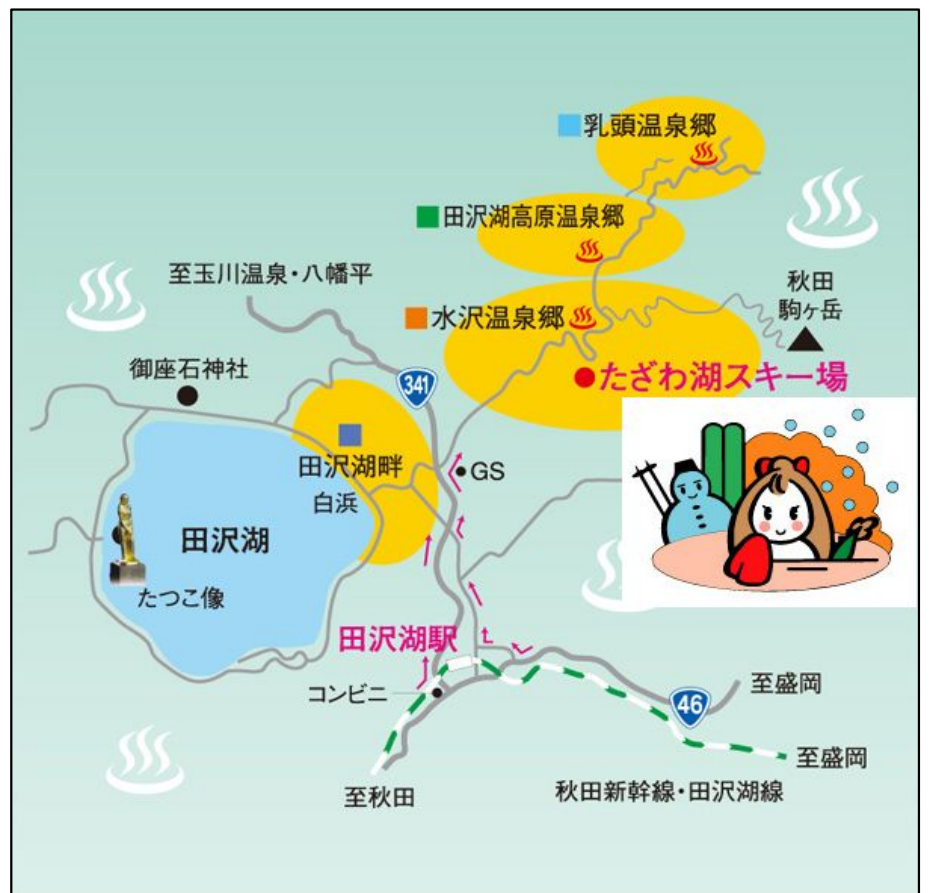 乳頭温泉郷
田沢湖高原温泉郷
至玉川温泉・八幡平
水沢温泉郷
秋田
駒ヶ岳
御座石神社
341
たざわ湖スキー場
田沢湖畔
GS
白浜
田沢湖
たつこ像
田沢湖駅
コンビニ
46
至盛岡
至盛岡
至秋田
秋田新幹線・田沢湖線